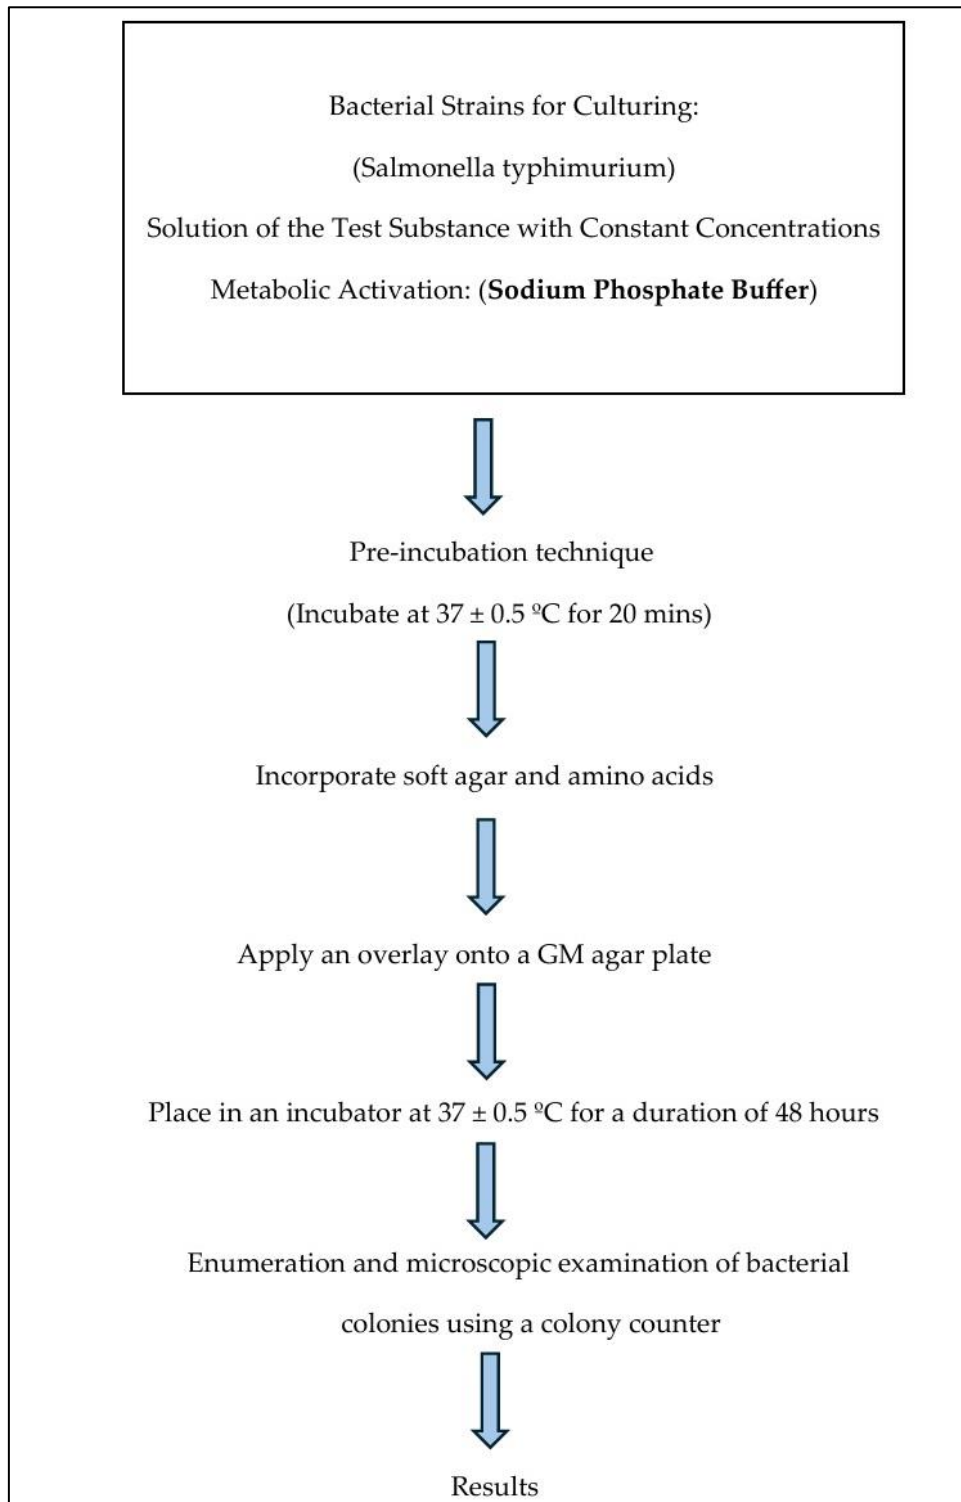 Bacterial Strains for Culturing:
(Salmonella typhimurium)
Solution of the Test Substance with Constant Concentrations
Metabolic Activation: (Sodium Phosphate Buffer)
Pre-incubation technique
(Incubate at 37 ± 0.5 ºC for 20 mins)
Incorporate soft agar and amino acids
Apply an overlay onto a GM agar plate
Place in an incubator at 37 ± 0.5 ºC for a duration of 48 hours
Enumeration and microscopic examination of bacterial
colonies using a colony counter
Results